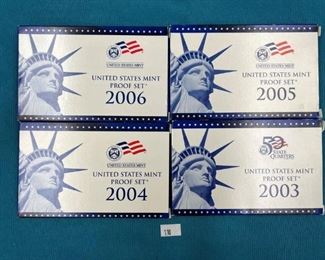 UNITED STATES MINT
UNITED STATES MINT
PROOF SET
2006
UNITED STATES MINT
UNITED STATES MINT
PROOF SET
2005
UNITED STATES MINT
UNITED STATES MINT
PROOF SET
2004
50
STATE
QUARTERS
UNITED STATES MINT
PROOF SET
2003